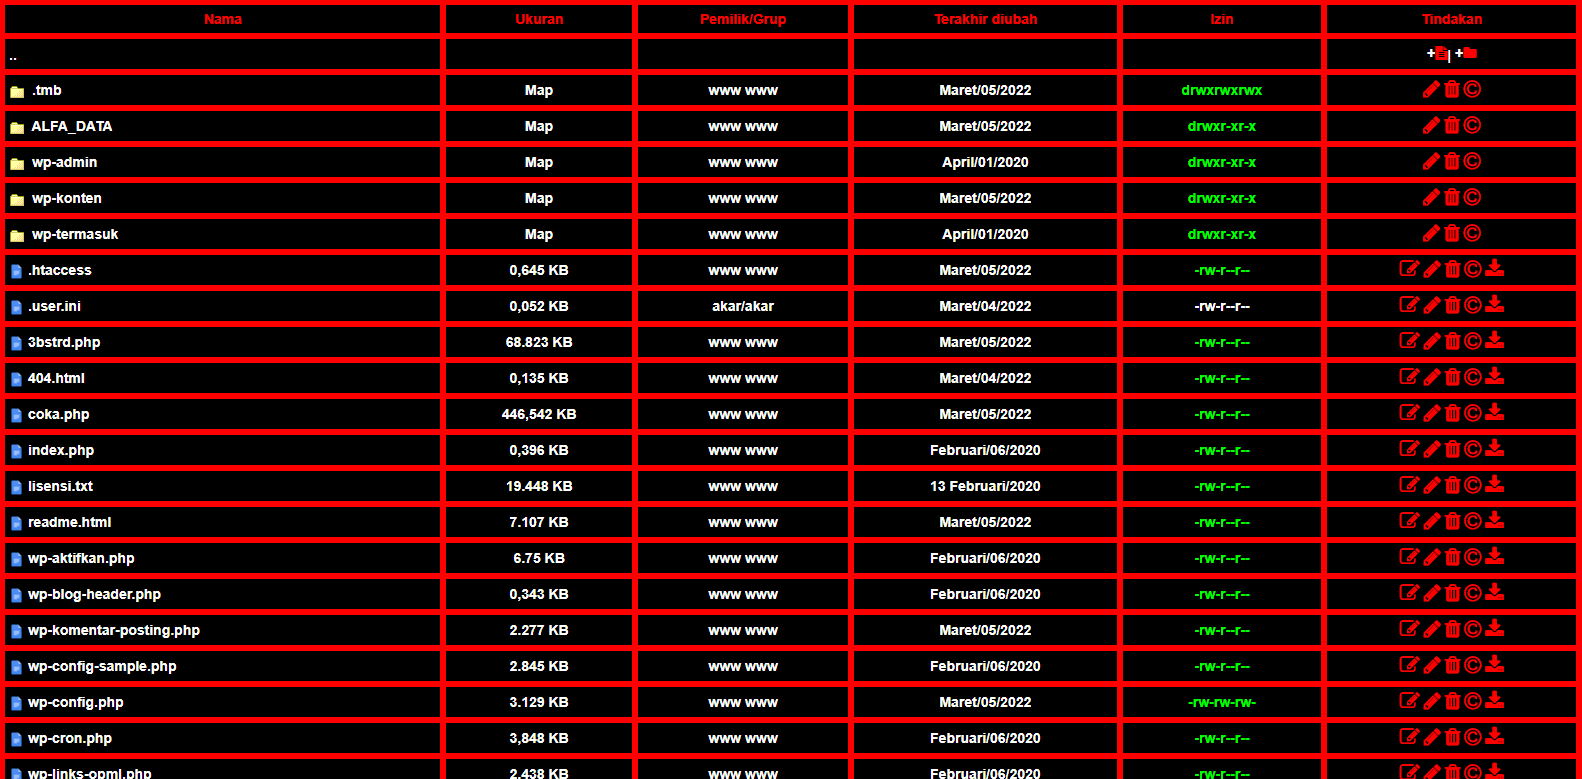 Nama Ukuran Pemilik/Grup Terakhir diubah Izin Tindakan
.. + | +
.tmb Map www www Maret/05/2022 drwxrwxrwx
ALFA_DATA Map www www Maret/05/2022 drwxr-xr-x
wp-admin Map www www April/01/2020 drwxr-xr-x
wp-konten Map www www Maret/05/2022 drwxr-xr-x
wp-termasuk Map www www April/01/2020 drwxr-xr-x
.htaccess 0,645 KB www www Maret/05/2022 -rw-r--r--
.user.ini 0,052 KB akar/akar Maret/04/2022 -rw-r--r--
3bstrd.php 68.823 KB www www Maret/05/2022 -rw-r--r--
404.html 0,135 KB www www Maret/04/2022 -rw-r--r--
coka.php 446,542 KB www www Maret/05/2022 -rw-r--r--
index.php 0,396 KB www www Februari/06/2020 -rw-r--r--
lisensi.txt 19.448 KB www www 13 Februari/2020 -rw-r--r--
readme.html 7.107 KB www www Maret/05/2022 -rw-r--r--
wp-aktifkan.php 6.75 KB www www Februari/06/2020 -rw-r--r--
wp-blog-header.php 0,343 KB www www Februari/06/2020 -rw-r--r--
wp-komentar-posting.php 2.277 KB www www Maret/05/2022 -rw-r--r--
wp-config-sample.php 2.845 KB www www Februari/06/2020 -rw-r--r--
wp-config.php 3.129 KB www www Maret/05/2022 -rw-rw-rw-
wp-cron.php 3,848 KB www www Februari/06/2020 -rw-r--r--
wp-links-opml.php 2.438 KB www www Februari/06/2020 -rw-r--r--